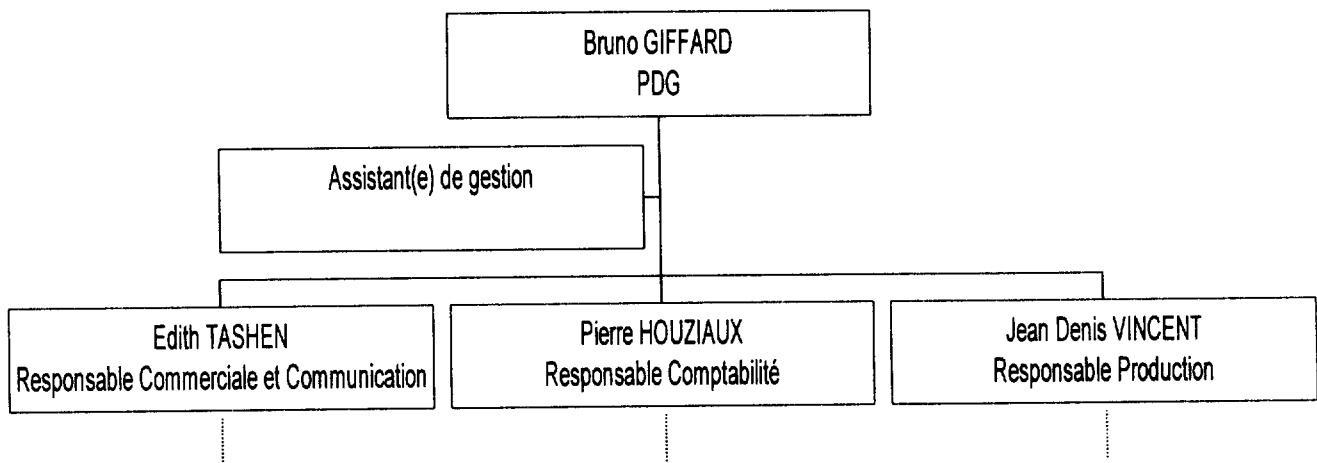 Bruno GIFFARD
PDG
Assistant(e) de gestion
Edith TASHEN
Responsable Commerciale et Communication
Pierre HOUZIAUX
Responsable Comptabilité
Jean Denis VINCENT
Responsable Production